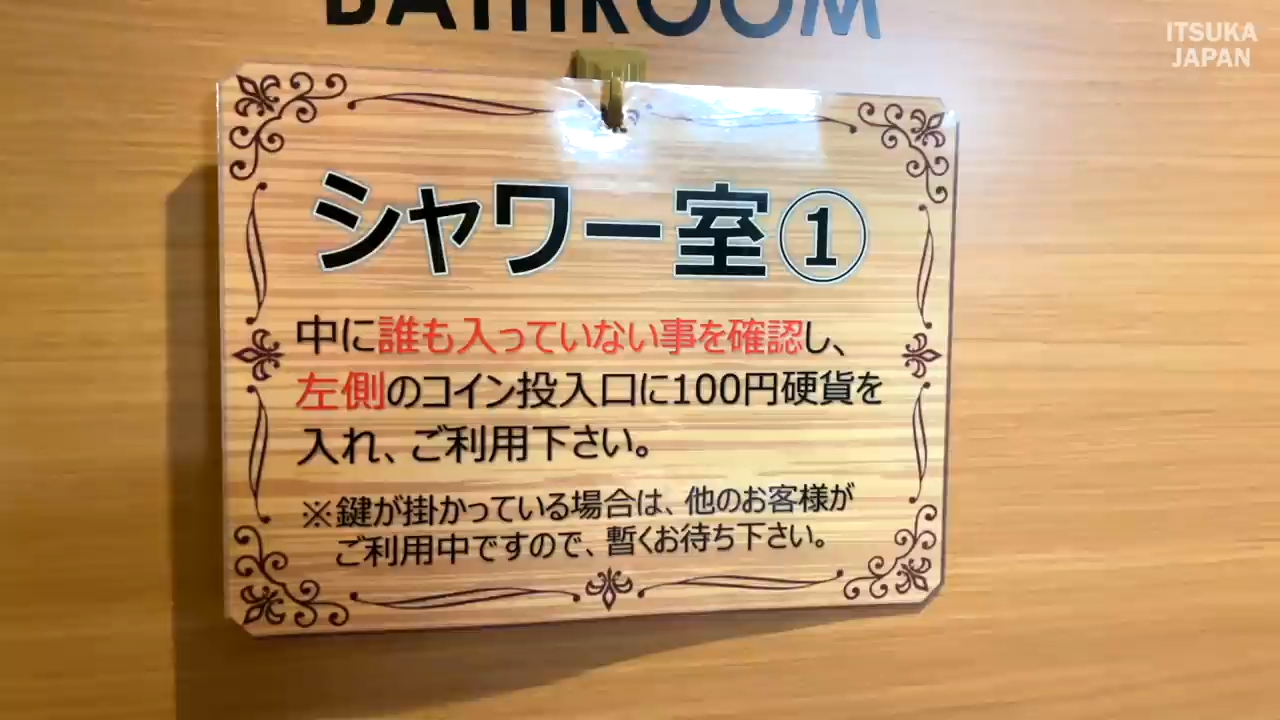 BATHROOM
ITSUKA
JAPAN
シャワー室①
中に誰も入っていない事を確認し、
左側のコイン投入口に100円硬貨を
入れ、ご利用下さい。
※鍵が掛かっている場合は、他のお客様が
ご利用中ですので、暫くお待ち下さい。